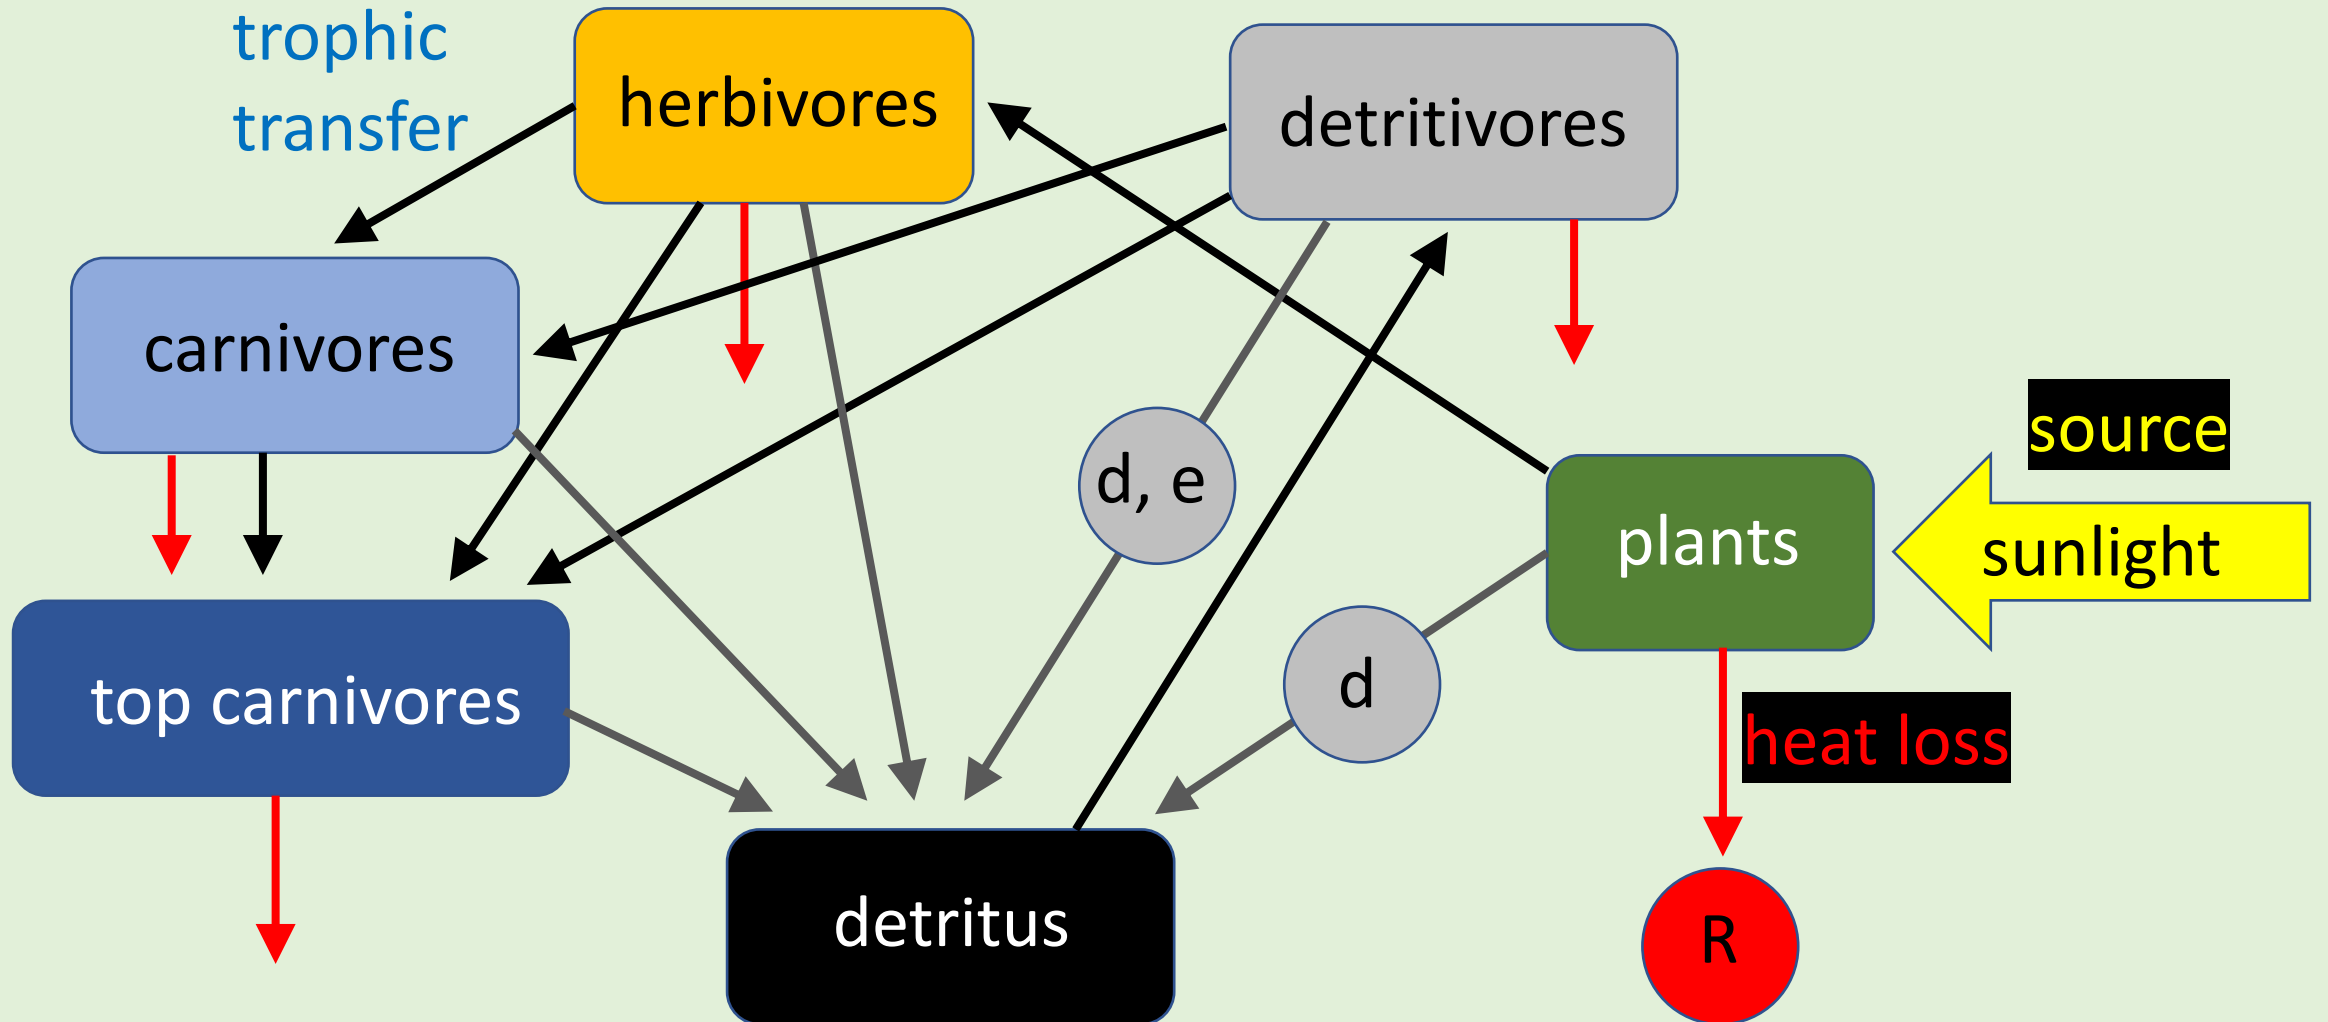 trophic
transfer
herbivores
detritivores
carnivores
source
d, e
plants
sunlight
top carnivores
d
heat loss
detritus
R